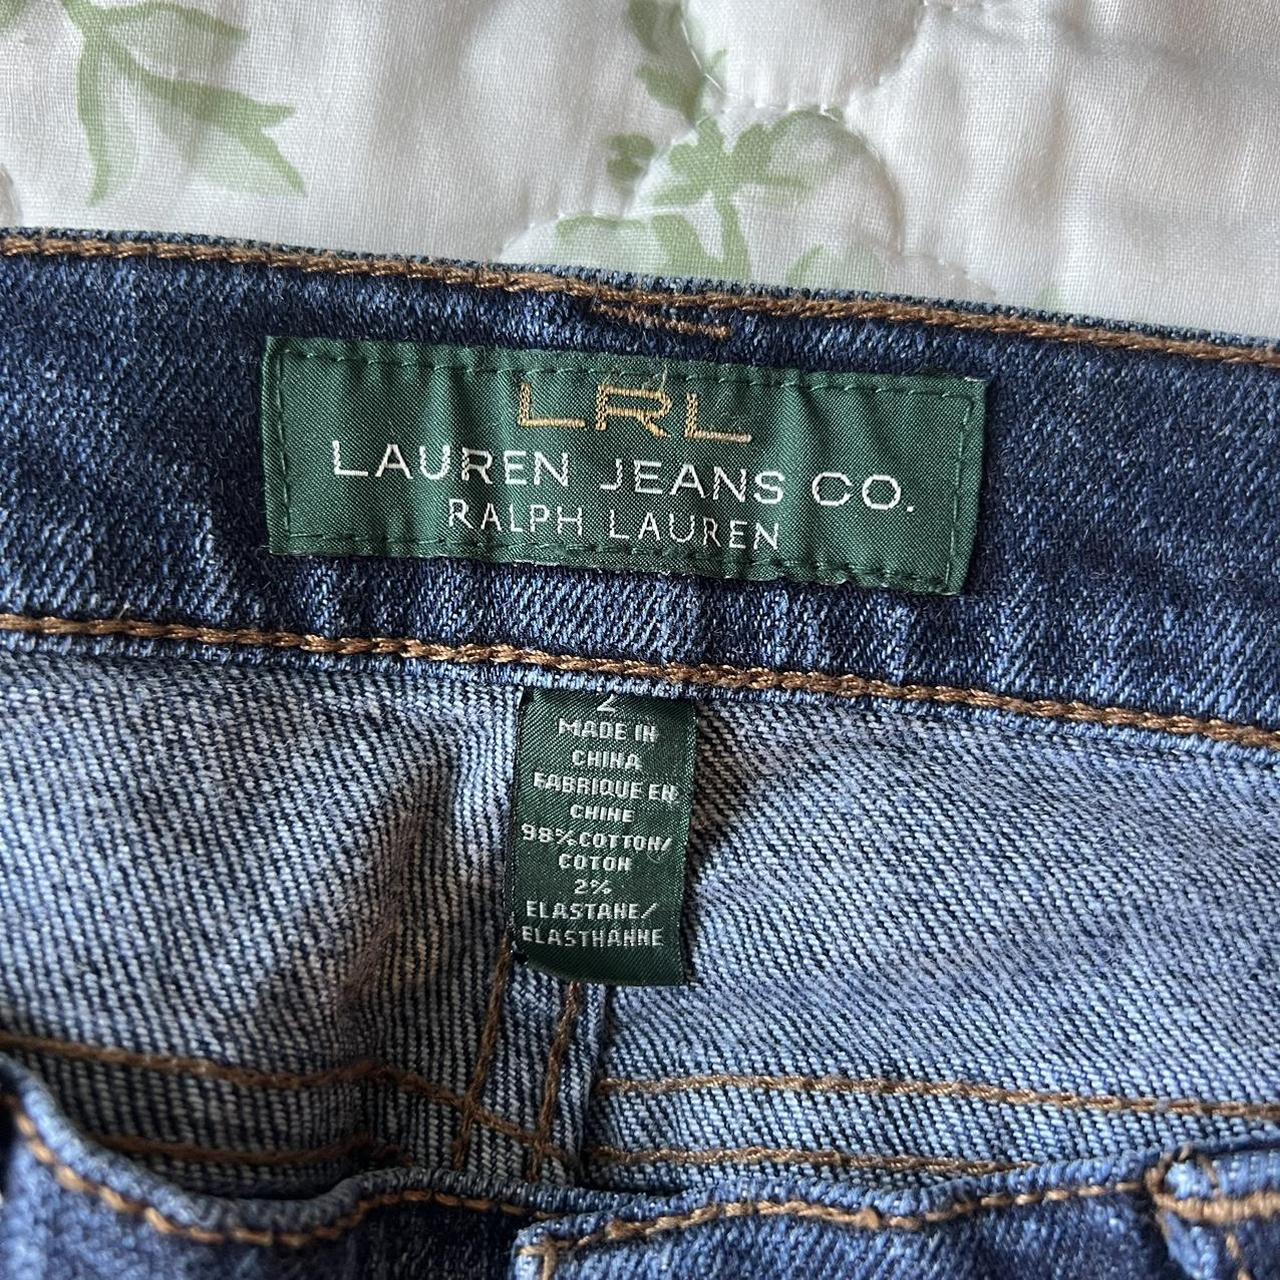 LRL
LAUREN JEANS CO.
RALPH LAUREN
2
MADE IN
CHINA
FABRIQUE EN
CHINE
98%COTTON/
COTON
2%
ELASTANE/
ELASTHANNE